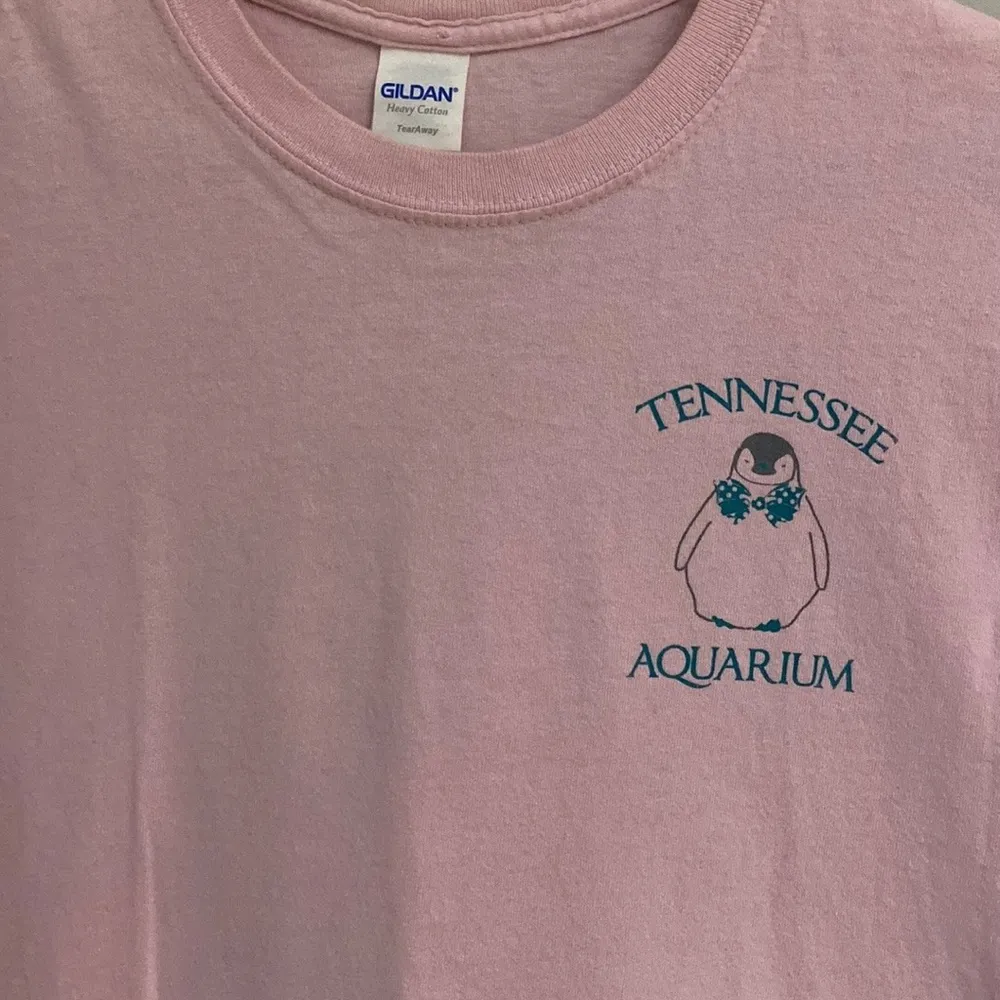 GILDAN®
Heavy Cotton
TearAway
TENNESSEE
AQUARIUM